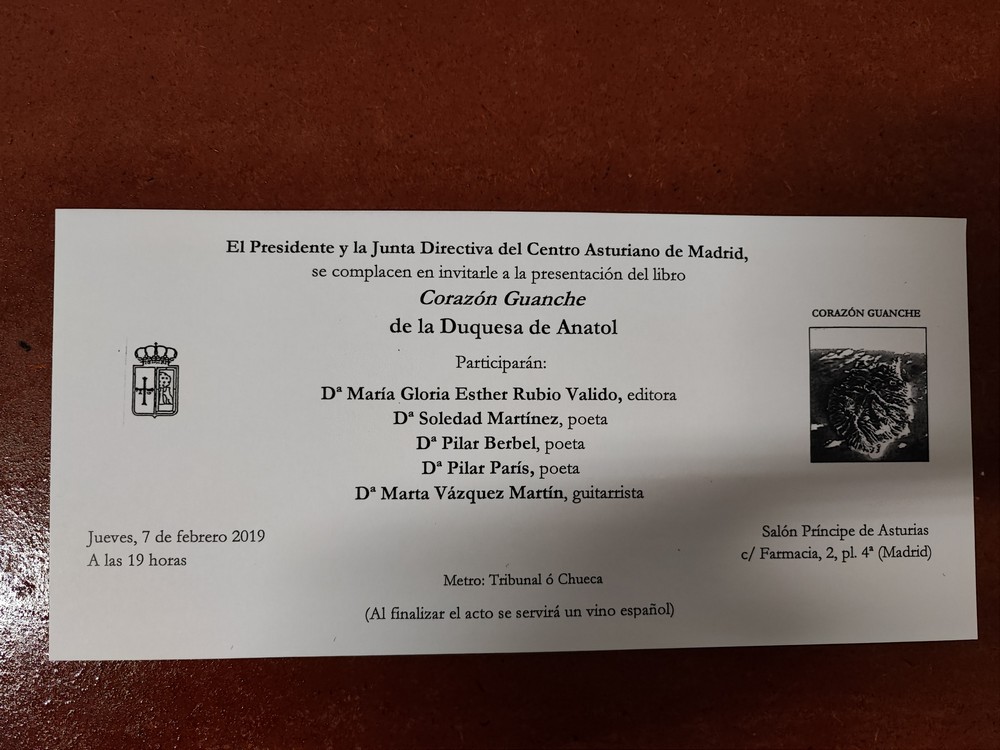 El Presidente y la Junta Directiva del Centro Asturiano de Madrid,
se complacen en invitarle a la presentación del libro
Corazón Guanche
de la Duquesa de Anatol
Participarán:
Dª María Gloria Esther Rubio Valido, editora
Dª Soledad Martínez, poeta
Dª Pilar Berbel, poeta
Dª Pilar París, poeta
Dª Marta Vázquez Martín, guitarrista
CORAZÓN GUANCHE
Jueves, 7 de febrero 2019
A las 19 horas
Salón Príncipe de Asturias
c/ Farmacia, 2, pl. 4ª (Madrid)
Metro: Tribunal ó Chueca
(Al finalizar el acto se servirá un vino español)